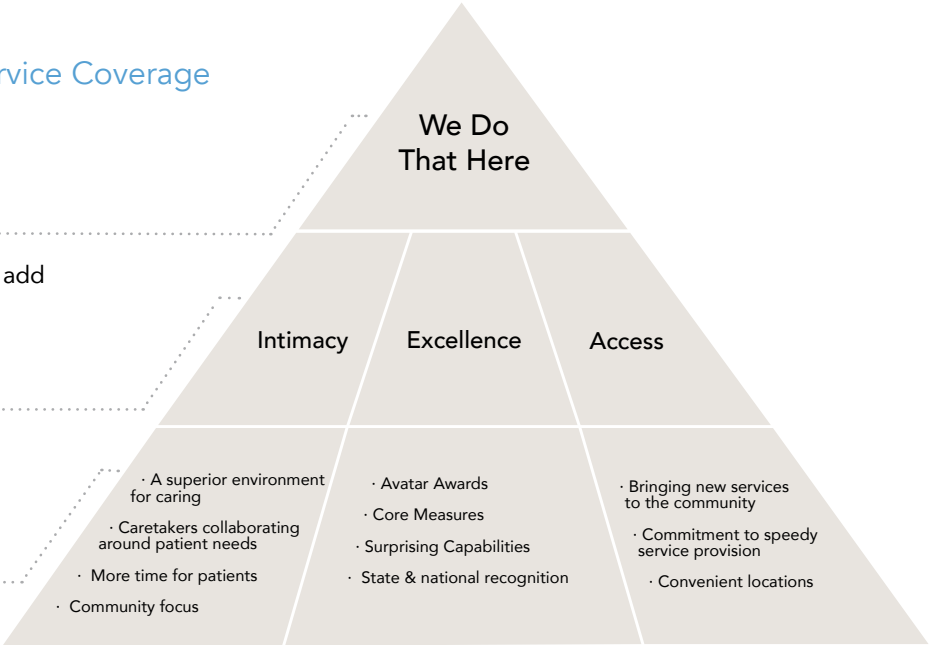 rvice Coverage
We Do
That Here
add
Intimacy
Excellence
Access
· A superior environment
for caring
· Caretakers collaborating
around patient needs
· More time for patients
· Community focus
· Avatar Awards
· Core Measures
· Surprising Capabilities
· State & national recognition
· Bringing new services
to the community
· Commitment to speedy
service provision
· Convenient locations